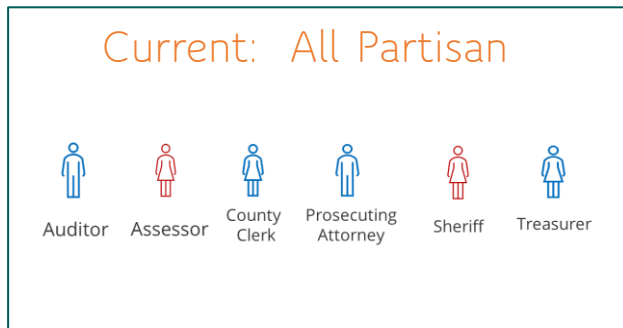 Current: All Partisan
Auditor
Assessor
County
Clerk
Prosecuting
Attorney
Sheriff
Treasurer